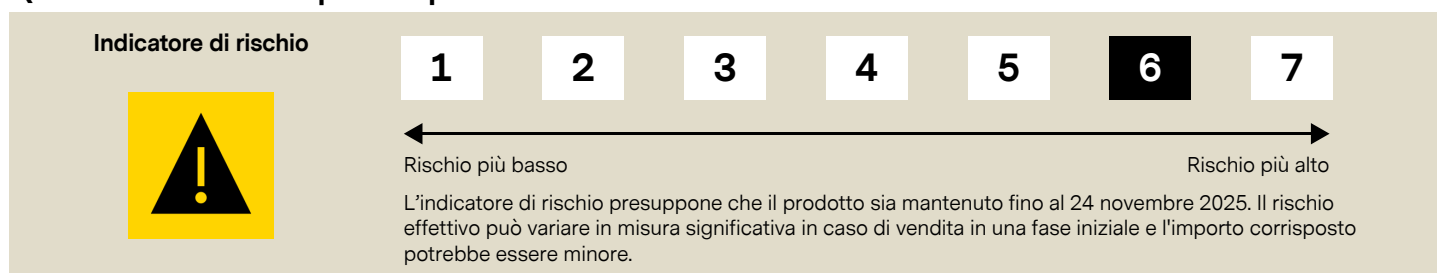 Indicatore di rischio
1 2 3 4 5 6 7
Rischio più basso
Rischio più alto
L'indicatore di rischio presuppone che il prodotto sia mantenuto fino al 24 novembre 2025. Il rischio
effettivo può variare in misura significativa in caso di vendita in una fase iniziale e l'importo corrisposto
potrebbe essere minore.